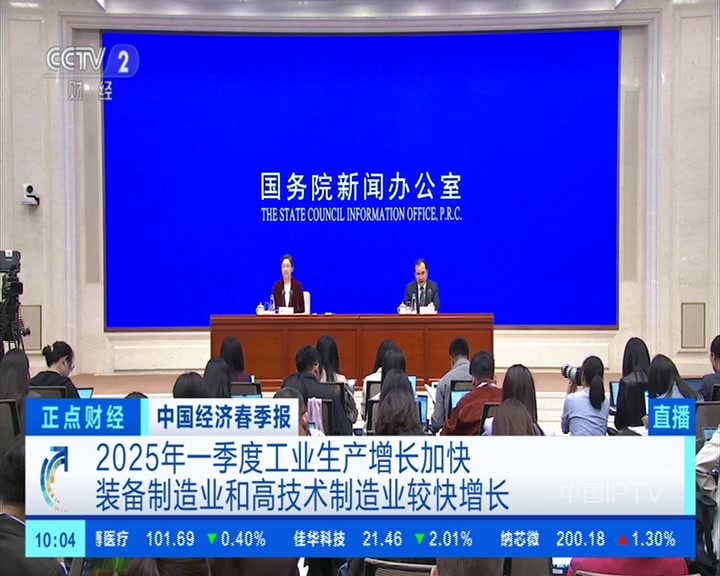 CCTV 2
财经
国务院新闻办公室
THE STATE COUNCIL INFORMATION OFFICE, P.R.C.
正点财经
中国经济春季报
直播
2025年一季度工业生产增长加快
装备制造业和高技术制造业较快增长
中国IPTV
10:04
医疗 101.69 ▼0.40% 佳华科技 21.46 ▼2.01% 纳芯微 200.18 ▲1.30%